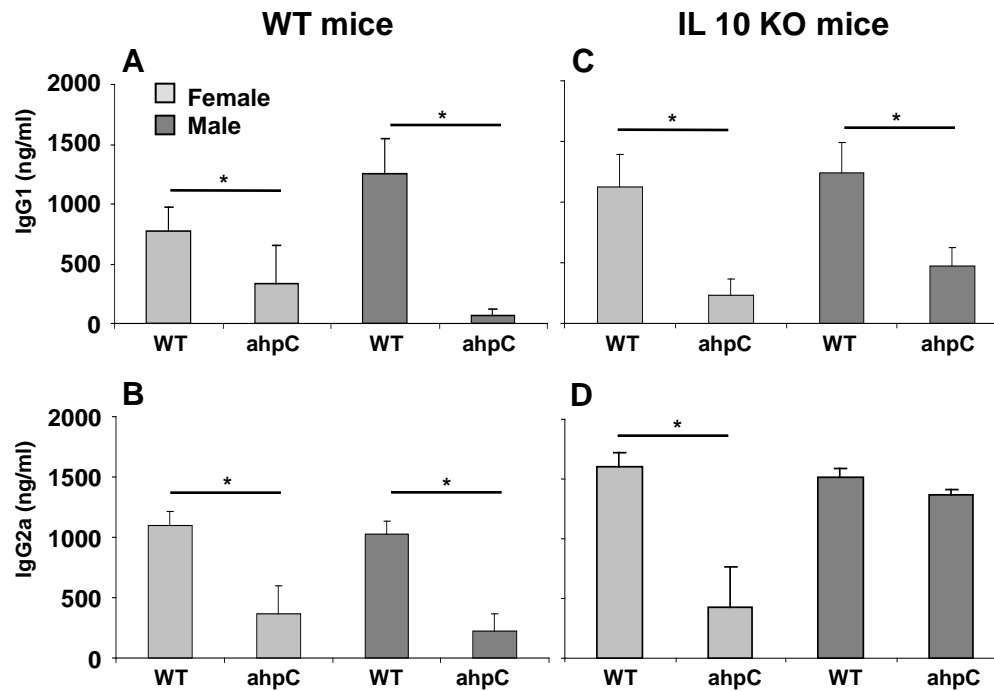 WT mice
IL 10 KO mice
A
Female
Male
IgG1 (ng/ml)
2000
1500
1000
500
0
*
*
WT
ahpC
WT
ahpC
C
*
*
WT
ahpC
WT
ahpC
B
IgG2a (ng/ml)
2000
1500
1000
500
0
*
*
WT
ahpC
WT
ahpC
D
*
WT
ahpC
WT
ahpC